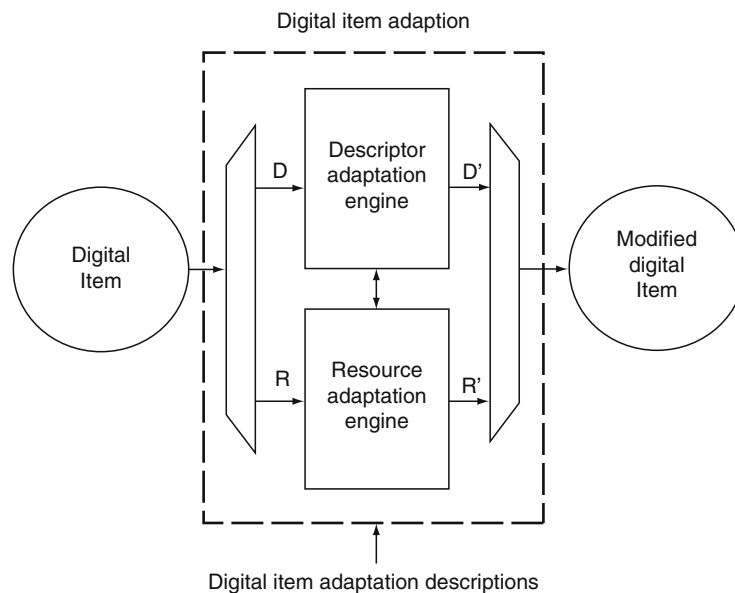 Digital item adaption
Descriptor
adaptation
engine
D
D'
Digital
Item
Modified
digital
Item
R
Resource
adaptation
engine
R'
Digital item adaptation descriptions